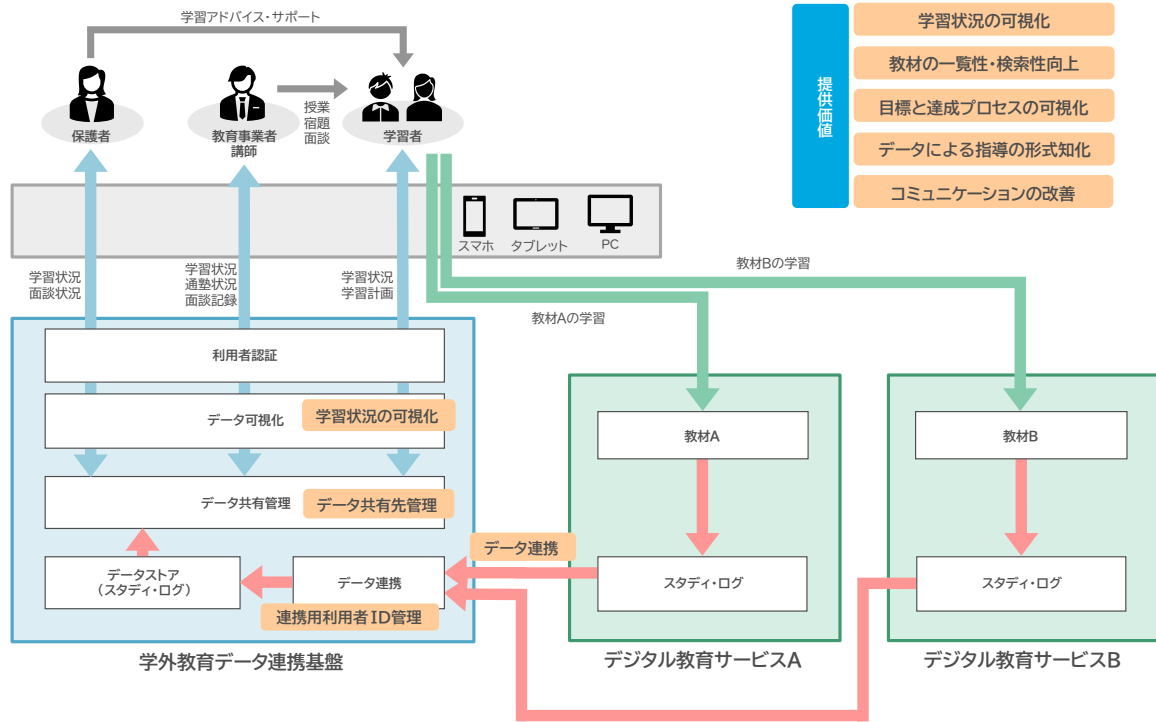 学習アドバイス・サポート
保護者
教育事業者
講師
授業
宿題
面談
学習者
提供価値
学習状況の可視化
教材の一覧性・検索性向上
目標と達成プロセスの可視化
データによる指導の形式知化
コミュニケーションの改善
スマホ
タブレット
PC
学習状況
面談状況
学習状況
通塾状況
面談記録
学習状況
学習計画
教材Bの学習
教材Aの学習
利用者認証
データ可視化
学習状況の可視化
データ共有管理
データ共有先管理
データストア
(スタディ・ログ)
データ連携
連携用利用者ID管理
データ連携
学外教育データ連携基盤
教材A
スタディ・ログ
デジタル教育サービスA
教材B
スタディ・ログ
デジタル教育サービスB